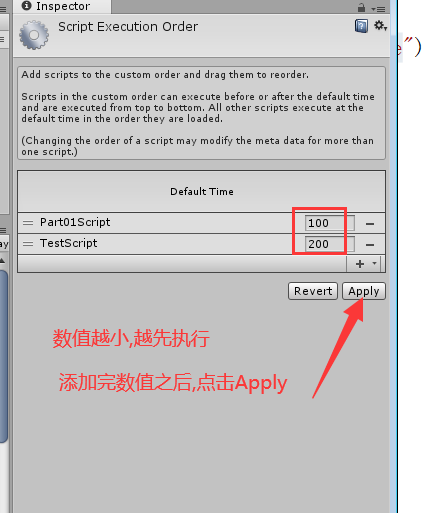 Inspector
Script Execution Order
e")
Add scripts to the custom order and drag them to reorder.
Scripts in the custom order can execute before or after the default time
and are executed from top to bottom. All other scripts execute at the
default time in the order they are loaded.
(Changing the order of a script may modify the meta data for more than
one script.)
Default Time
Part01Script 100
TestScript 200
ay
Revert Apply
数值越小,越先执行
添加完数值之后,点击Apply